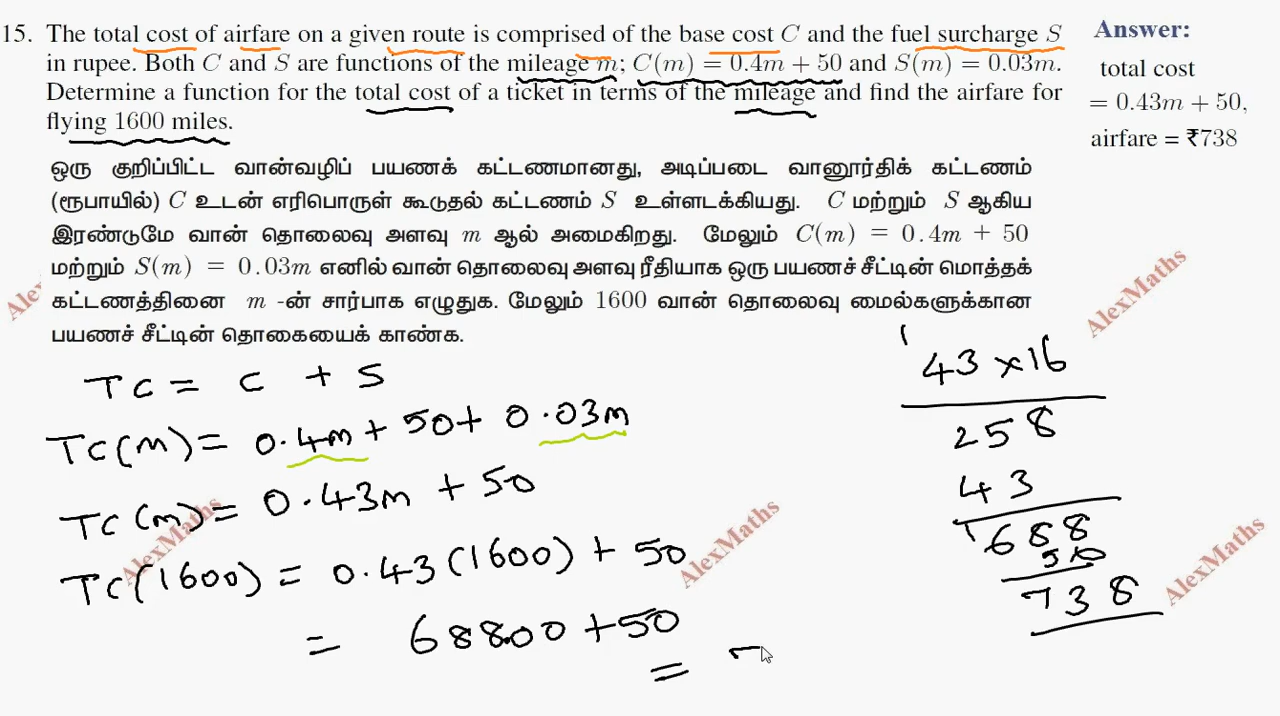 15. The total cost of airfare on a given route is comprised of the base cost C and the fuel surcharge S
in rupee. Both C and S are functions of the mileage m; C(m) = 0.4m + 50 and S(m) = 0.03m.
Determine a function for the total cost of a ticket in terms of the mileage and find the airfare for
flying 1600 miles.
Answer:
total cost
= 0.43m + 50,
airfare = ₹738
ஒரு குறிப்பிட்ட வான்வழிப் பயணக் கட்டணமானது, அடிப்படை வானூர்திக் கட்டணம்
(ரூபாயில்) C உடன் எரிபொருள் கூடுதல் கட்டணம் S உள்ளடக்கியது. C மற்றும் S ஆகிய
இரண்டுமே வான் தொலைவு அளவு m ஆல் அமைகிறது. மேலும் C(m) = 0.4m + 50
மற்றும் S(m) = 0.03m எனில் வான் தொலைவு அளவு ரீதியாக ஒரு பயணச் சீட்டின் மொத்தக்
கட்டணத்தினை m -ன் சார்பாக எழுதுக. மேலும் 1600 வான் தொலைவு மைல்களுக்கான
பயணச் சீட்டின் தொகையைக் காண்க.
TC = C + S
TC(m) = 0.4m + 50 + 0.03m
TC(m) = 0.43m + 50
TC(1600) = 0.43(1600) + 50
= 688.00 + 50
=
1
43 x 16
258
43
1
688
50
738
AlexMaths
AlexMaths
AlexMaths
AlexMaths